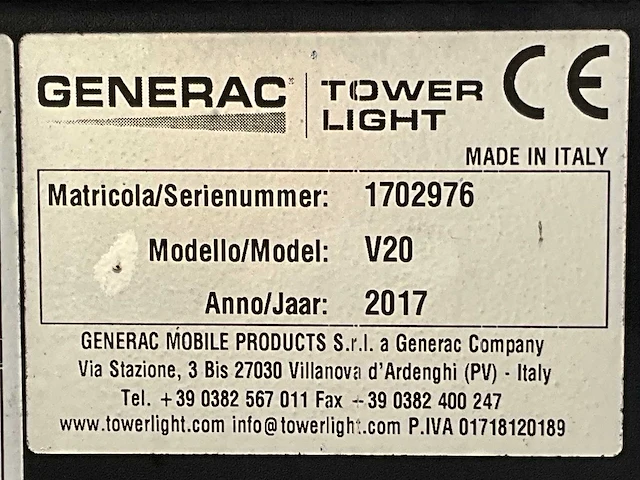 GENERAC TOWER LIGHT CE
MADE IN ITALY
Matricola/Serienummer: 1702976
Modello/Model: V20
Anno/Jaar: 2017
GENERAC MOBILE PRODUCTS S.r.l. a Generac Company
Via Stazione, 3 Bis 27030 Villanova d'Ardenghi (PV) - Italy
Tel. +39 0382 567 011 Fax +39 0382 400 247
www.towerlight.com info@towerlight.com P.IVA 01718120189